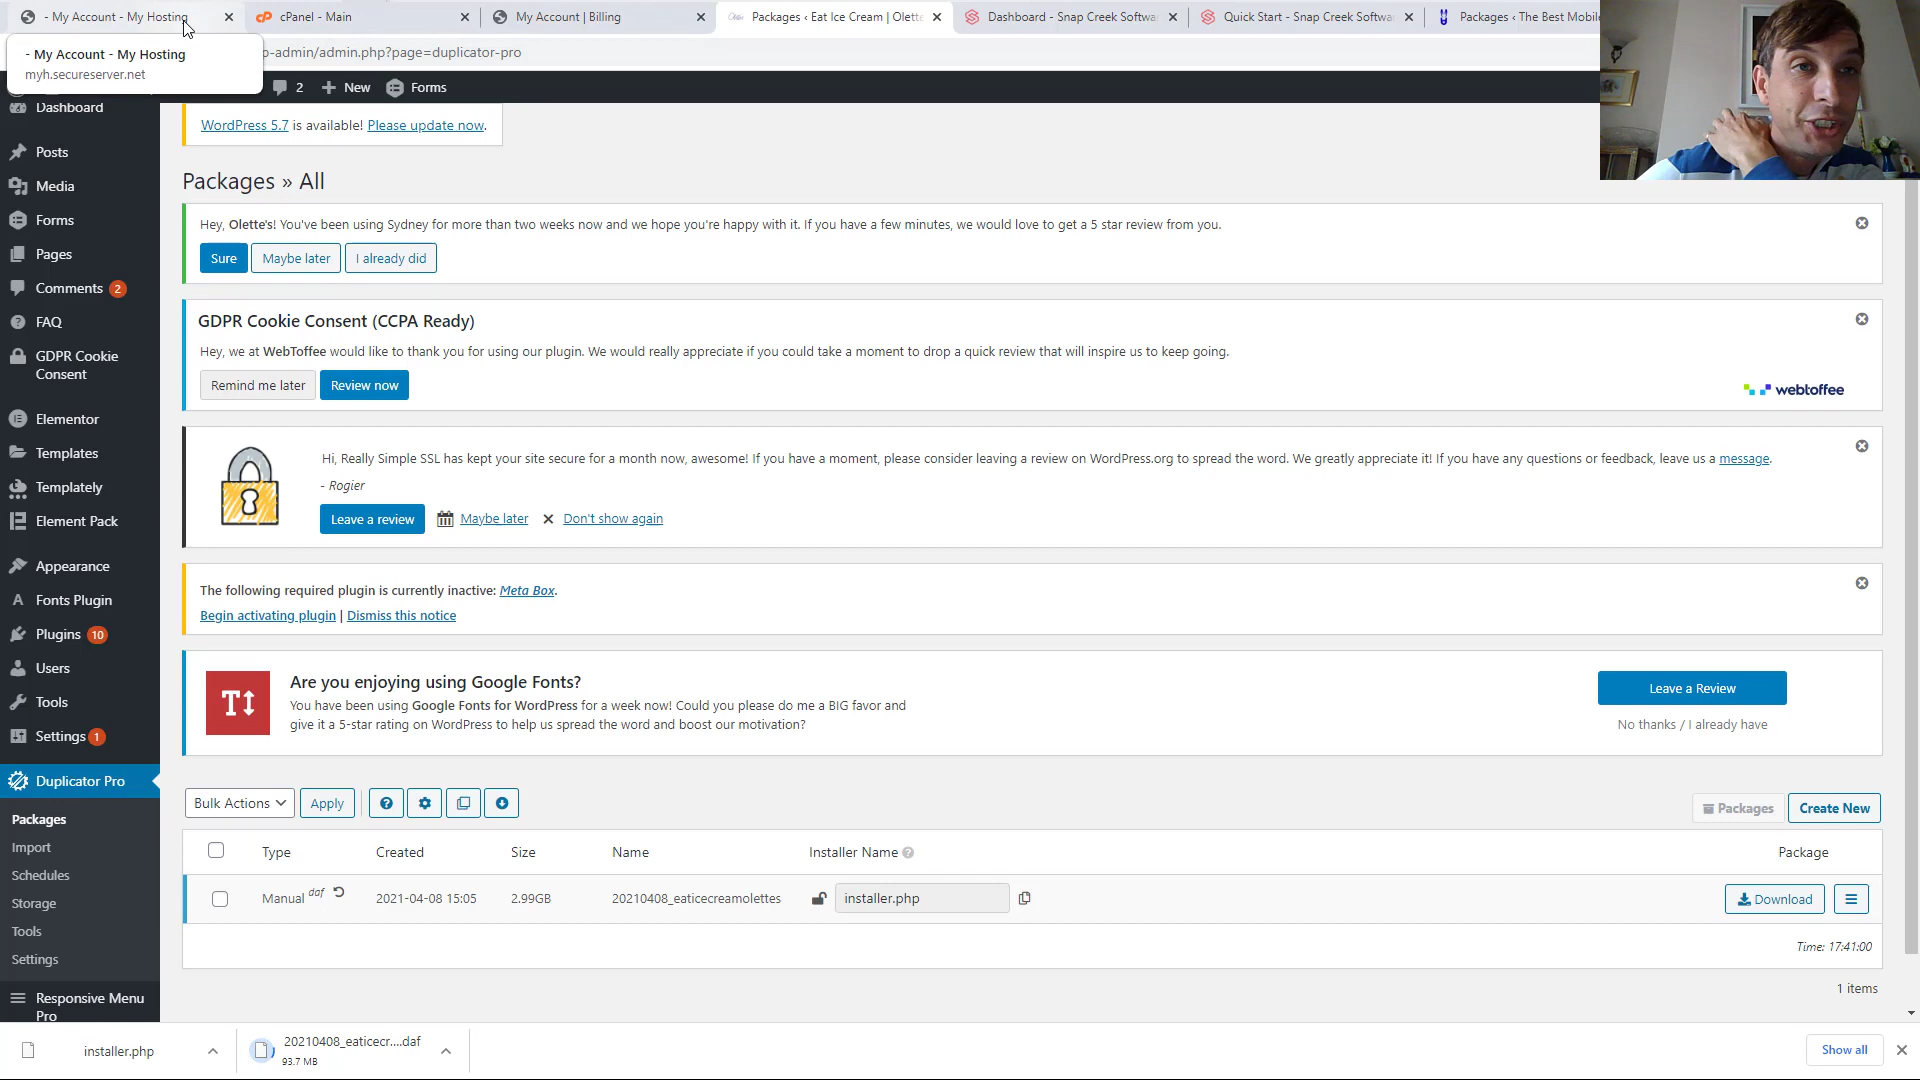 - My Account - My Hosting
cPanel - Main
My Account | Billing
Packages ‹ Eat Ice Cream | Olette
Dashboard - Snap Creek Softwa
Quick Start - Snap Creek Softwa
Packages ‹ The Best Mobil
- My Account - My Hosting
myh.secureserver.net
p-admin/admin.php?page=duplicator-pro
2
New
Forms
Dashboard
Posts
Media
Forms
Pages
Comments 2
FAQ
GDPR Cookie
Consent
Elementor
Templates
Templately
Element Pack
Appearance
Fonts Plugin
Plugins 10
Users
Tools
Settings 1
Duplicator Pro
Packages
Import
Schedules
Storage
Tools
Settings
Responsive Menu
Pro
WordPress 5.7 is available! Please update now.
Packages » All
Hey, Olette's! You've been using Sydney for more than two weeks now and we hope you're happy with it. If you have a few minutes, we would love to get a 5 star review from you.
Sure
Maybe later
I already did
GDPR Cookie Consent (CCPA Ready)
Hey, we at WebToffee would like to thank you for using our plugin. We would really appreciate if you could take a moment to drop a quick review that will inspire us to keep going.
Remind me later
Review now
webtoffee
Hi, Really Simple SSL has kept your site secure for a month now, awesome! If you have a moment, please consider leaving a review on WordPress.org to spread the word. We greatly appreciate it! If you have any questions or feedback, leave us a message.
- Rogier
Leave a review
Maybe later
Don't show again
The following required plugin is currently inactive: Meta Box.
Begin activating plugin | Dismiss this notice
Are you enjoying using Google Fonts?
You have been using Google Fonts for WordPress for a week now! Could you please do me a BIG favor and
give it a 5-star rating on WordPress to help us spread the word and boost our motivation?
Leave a Review
No thanks / I already have
Bulk Actions
Apply
Packages
Create New
Type
Created
Size
Name
Installer Name
Package
Manual daf
2021-04-08 15:05
2.99GB
20210408_eaticecreamolettes
installer.php
Download
Time: 17:41:00
1 items
installer.php
20210408_eaticecr....daf
93.7 MB
Show all